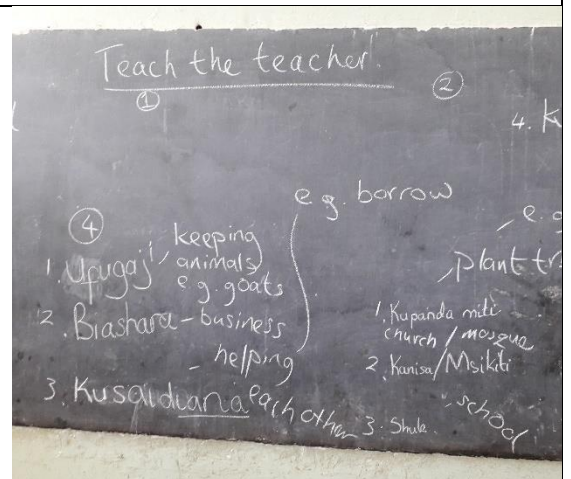 Teach the teacher!
①
②
4. K
④
1. Ufugaji - keeping
animals
e.g. goats
2. Biashara - business
- helping
3. Kusaidiana each other
e.g. borrow
- e.g
- plant tr
1. Kupanda miti
church / mosque
2. Kanisa/Msikiti
- school
3. Shule